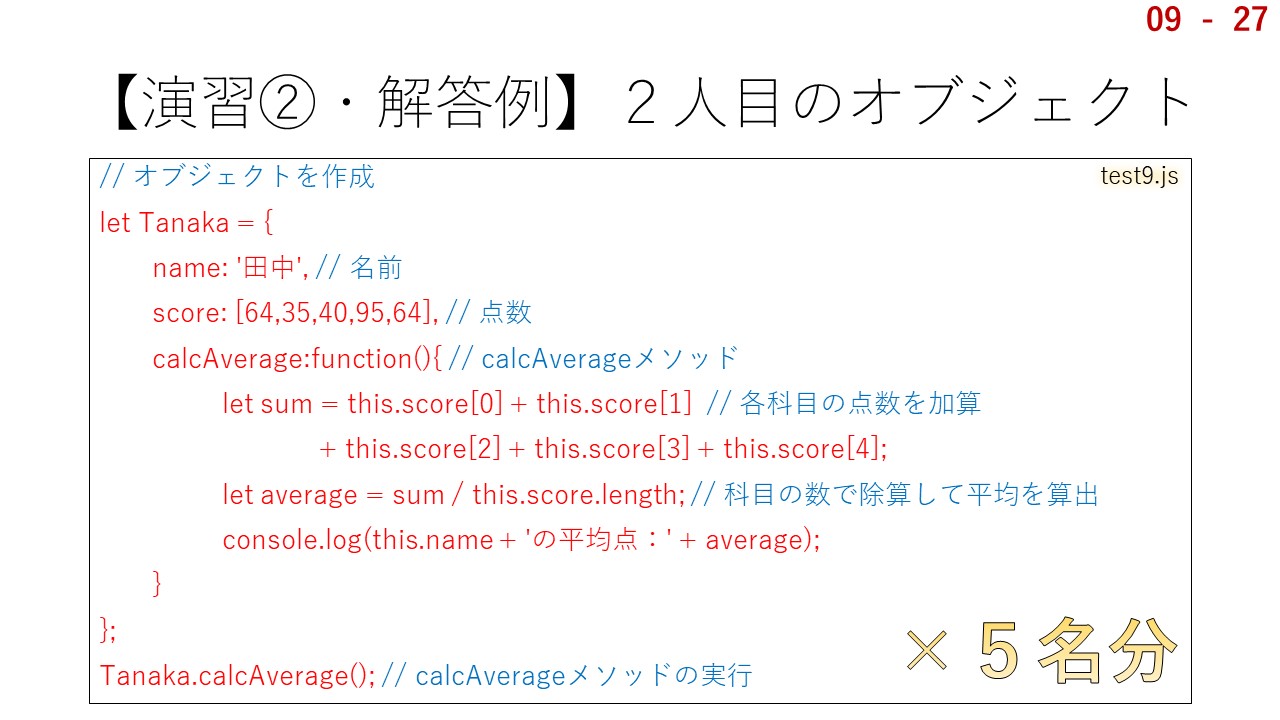 09 - 27
【演習②・解答例】２人目のオブジェクト
// オブジェクトを作成
test9.js
let Tanaka = {
name: '田中', // 名前
score: [64,35,40,95,64], // 点数
calcAverage:function(){ // calcAverageメソッド
let sum = this.score[0] + this.score[1] // 各科目の点数を加算
+ this.score[2] + this.score[3] + this.score[4];
let average = sum / this.score.length; // 科目の数で除算して平均を算出
console.log(this.name + 'の平均点：' + average);
}
};
Tanaka.calcAverage(); // calcAverageメソッドの実行
×５名分